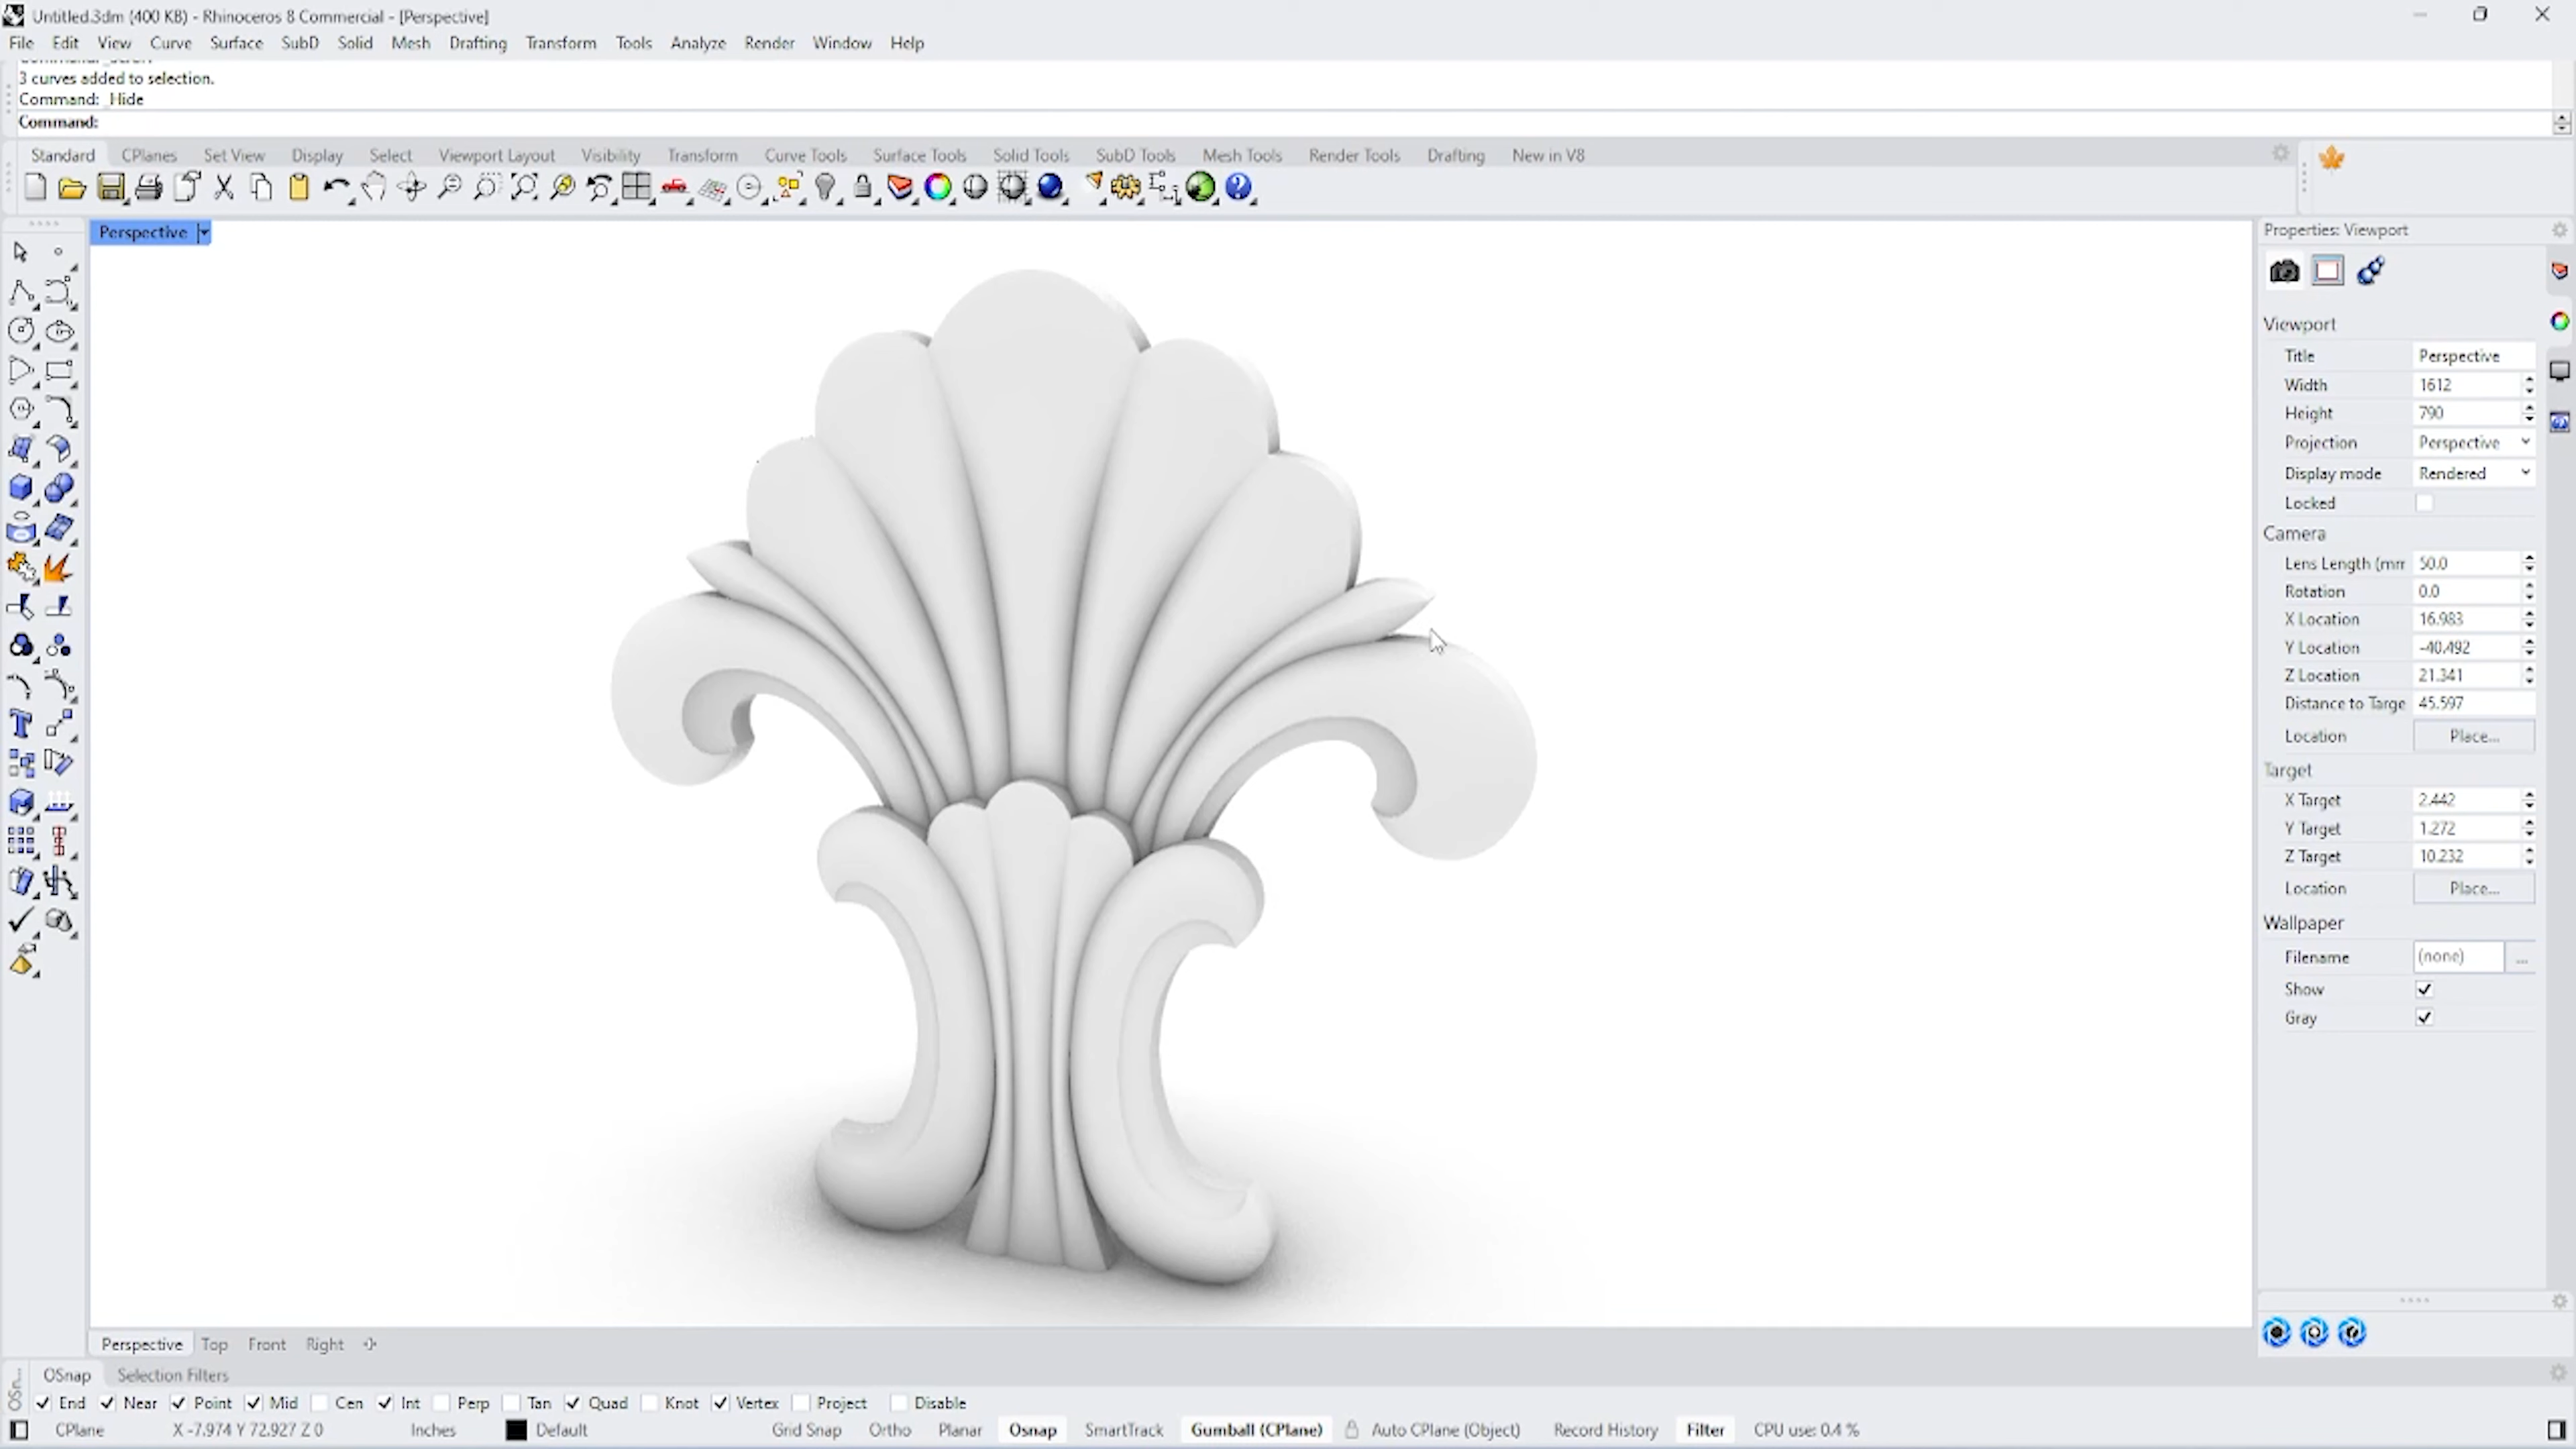 Untitled.3dm (400 KB) - Rhinoceros 8 Commercial - [Perspective]
File Edit View Curve Surface SubD Solid Mesh Drafting Transform Tools Analyze Render Window Help
3 curves added to selection.
Command: _Hide
Command:
Standard CPlanes Set View Display Select Viewport Layout Visibility Transform Curve Tools Surface Tools Solid Tools SubD Tools Mesh Tools Render Tools Drafting New in V8
Perspective
Properties: Viewport
Viewport
Title Perspective
Width 1612
Height 790
Projection Perspective
Display mode Rendered
Locked
Camera
Lens Length (mm 50.0
Rotation 0.0
X Location 16.983
Y Location -40.492
Z Location 21.341
Distance to Targe 45.597
Location Place...
Target
X Target 2.442
Y Target 1.272
Z Target 10.232
Location Place...
Wallpaper
Filename (none) ...
Show
Gray
Perspective Top Front Right
OSnap Selection Filters
OSn...
End Near Point Mid Cen Int Perp Tan Quad Knot Vertex Project Disable
CPlane X -7.974 Y 72.927 Z 0 Inches Default Grid Snap Ortho Planar Osnap SmartTrack Gumball (CPlane) Auto CPlane (Object) Record History Filter CPU use: 0.4 %